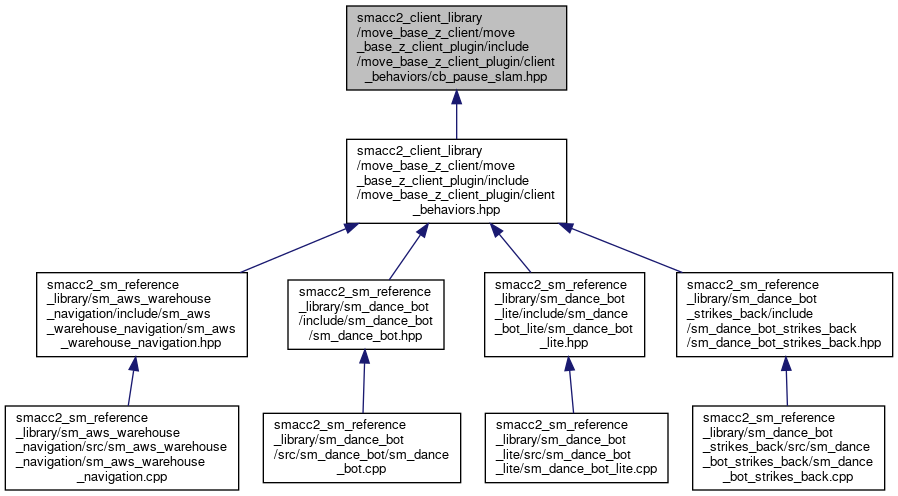 smacc2_client_library
/move_base_z_client/move
_base_z_client_plugin/include
/move_base_z_client_plugin/client
_behaviors/cb_pause_slam.hpp
smacc2_client_library
/move_base_z_client/move
_base_z_client_plugin/include
/move_base_z_client_plugin/client
_behaviors.hpp
smacc2_sm_reference
_library/sm_aws_warehouse
_navigation/include/sm_aws
_warehouse_navigation/sm_aws
_warehouse_navigation.hpp
smacc2_sm_reference
_library/sm_dance_bot
/include/sm_dance_bot
/sm_dance_bot.hpp
smacc2_sm_reference
_library/sm_dance_bot
_lite/include/sm_dance
_bot_lite/sm_dance_bot
_lite.hpp
smacc2_sm_reference
_library/sm_dance_bot
_strikes_back/include
/sm_dance_bot_strikes_back
/sm_dance_bot_strikes_back.hpp
smacc2_sm_reference
_library/sm_aws_warehouse
_navigation/src/sm_aws_warehouse
_navigation/sm_aws_warehouse
_navigation.cpp
smacc2_sm_reference
_library/sm_dance_bot
/src/sm_dance_bot/sm_dance
_bot.cpp
smacc2_sm_reference
_library/sm_dance_bot
_lite/src/sm_dance_bot
_lite/sm_dance_bot_lite.cpp
smacc2_sm_reference
_library/sm_dance_bot
_strikes_back/src/sm_dance
_bot_strikes_back/sm_dance
_bot_strikes_back.cpp